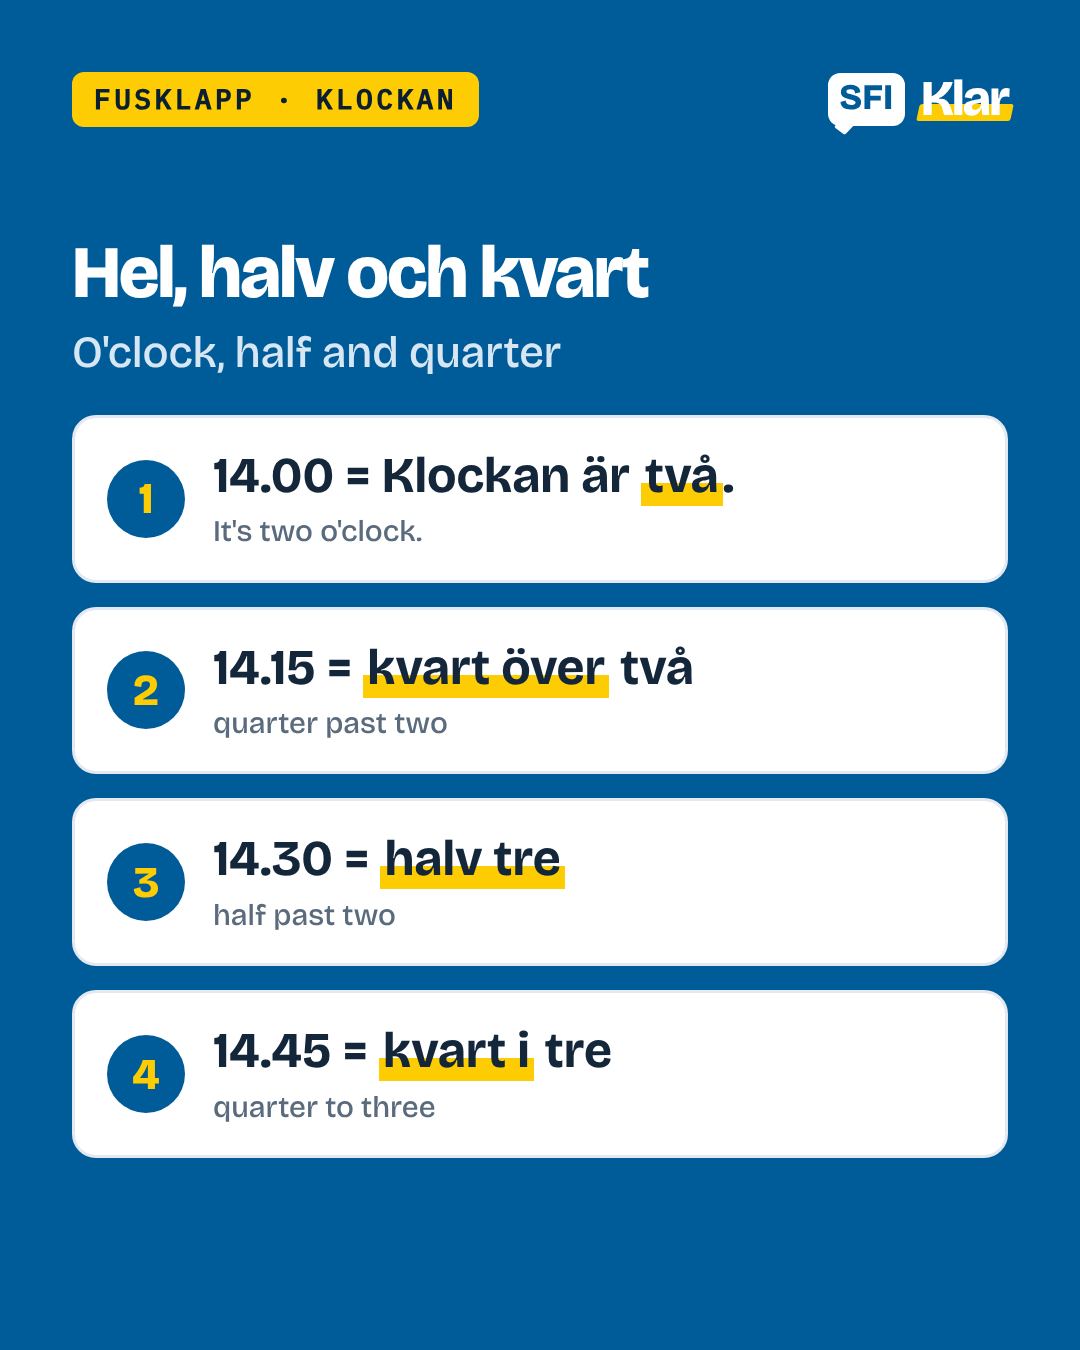 FUSKLAPP · KLOCKAN
SFI Klar
Hel, halv och kvart
O'clock, half and quarter
1
14.00 = Klockan är två.
It's two o'clock.
2
14.15 = kvart över två
quarter past two
3
14.30 = halv tre
half past two
4
14.45 = kvart i tre
quarter to three